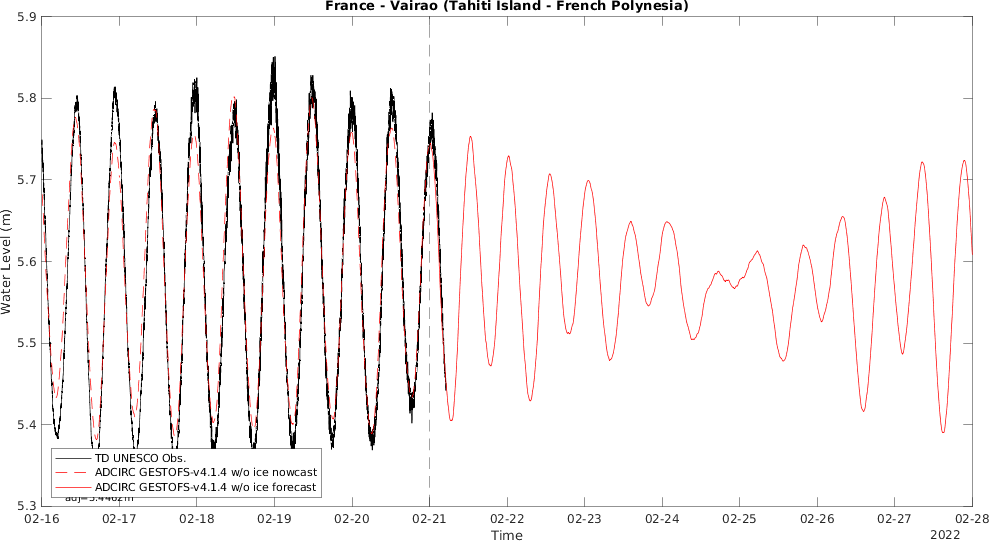 France - Vairao (Tahiti Island - French Polynesia)
5.9
5.8
5.7
5.6
5.5
5.4
5.3
Water Level (m)
TD UNESCO Obs.
ADCIRC GESTOFS-v4.1.4 w/o ice nowcast
ADCIRC GESTOFS-v4.1.4 w/o ice forecast
02-16 02-17 02-18 02-19 02-20 02-21 02-22 02-23 02-24 02-25 02-26 02-27 02-28
Time
2022